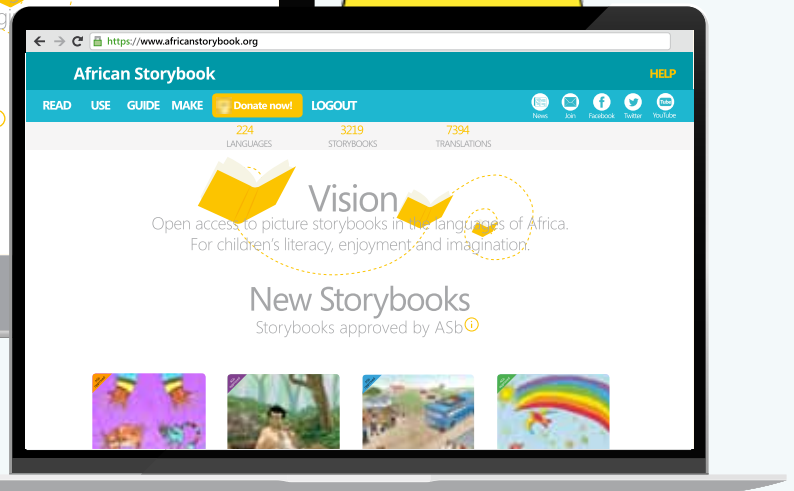 https://www.africanstorybook.org
African Storybook
HELP
READ USE GUIDE MAKE Donate now! LOGOUT
News Join Facebook Twitter YouTube
224 3219 7394
LANGUAGES STORYBOOKS TRANSLATIONS
Vision
Open access to picture storybooks in the languages of Africa.
For children's literacy, enjoyment and imagination.
New Storybooks
Storybooks approved by ASb